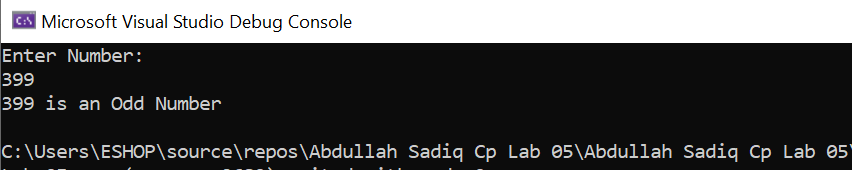 Microsoft Visual Studio Debug Console
Enter Number:
399
399 is an Odd Number
C:\Users\ESHOP\source\repos\Abdullah Sadiq Cp Lab 05\Abdullah Sadiq Cp Lab 05\